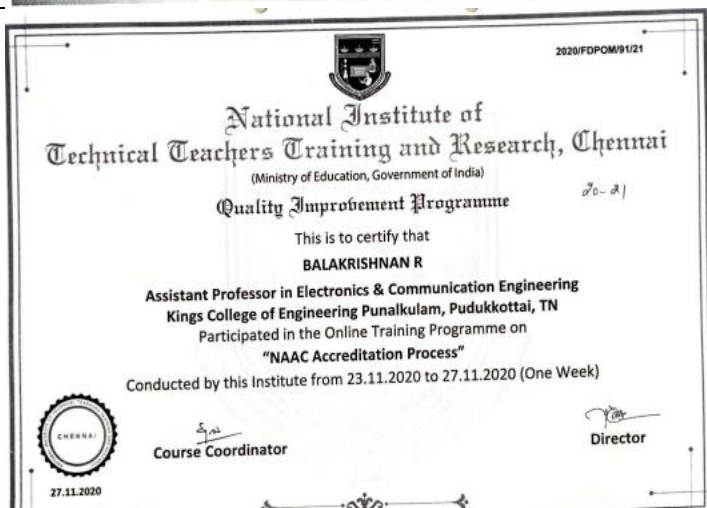 2020/FDPOM/91/21
National Institute of
Technical Teachers Training and Research, Chennai
(Ministry of Education, Government of India)
20-21
Quality Improvement Programme
This is to certify that
BALAKRISHNAN R
Assistant Professor in Electronics & Communication Engineering
Kings College of Engineering Punalkulam, Pudukkottai, TN
Participated in the Online Training Programme on
“NAAC Accreditation Process”
Conducted by this Institute from 23.11.2020 to 27.11.2020 (One Week)
CHENNAI
Course Coordinator
Director
27.11.2020